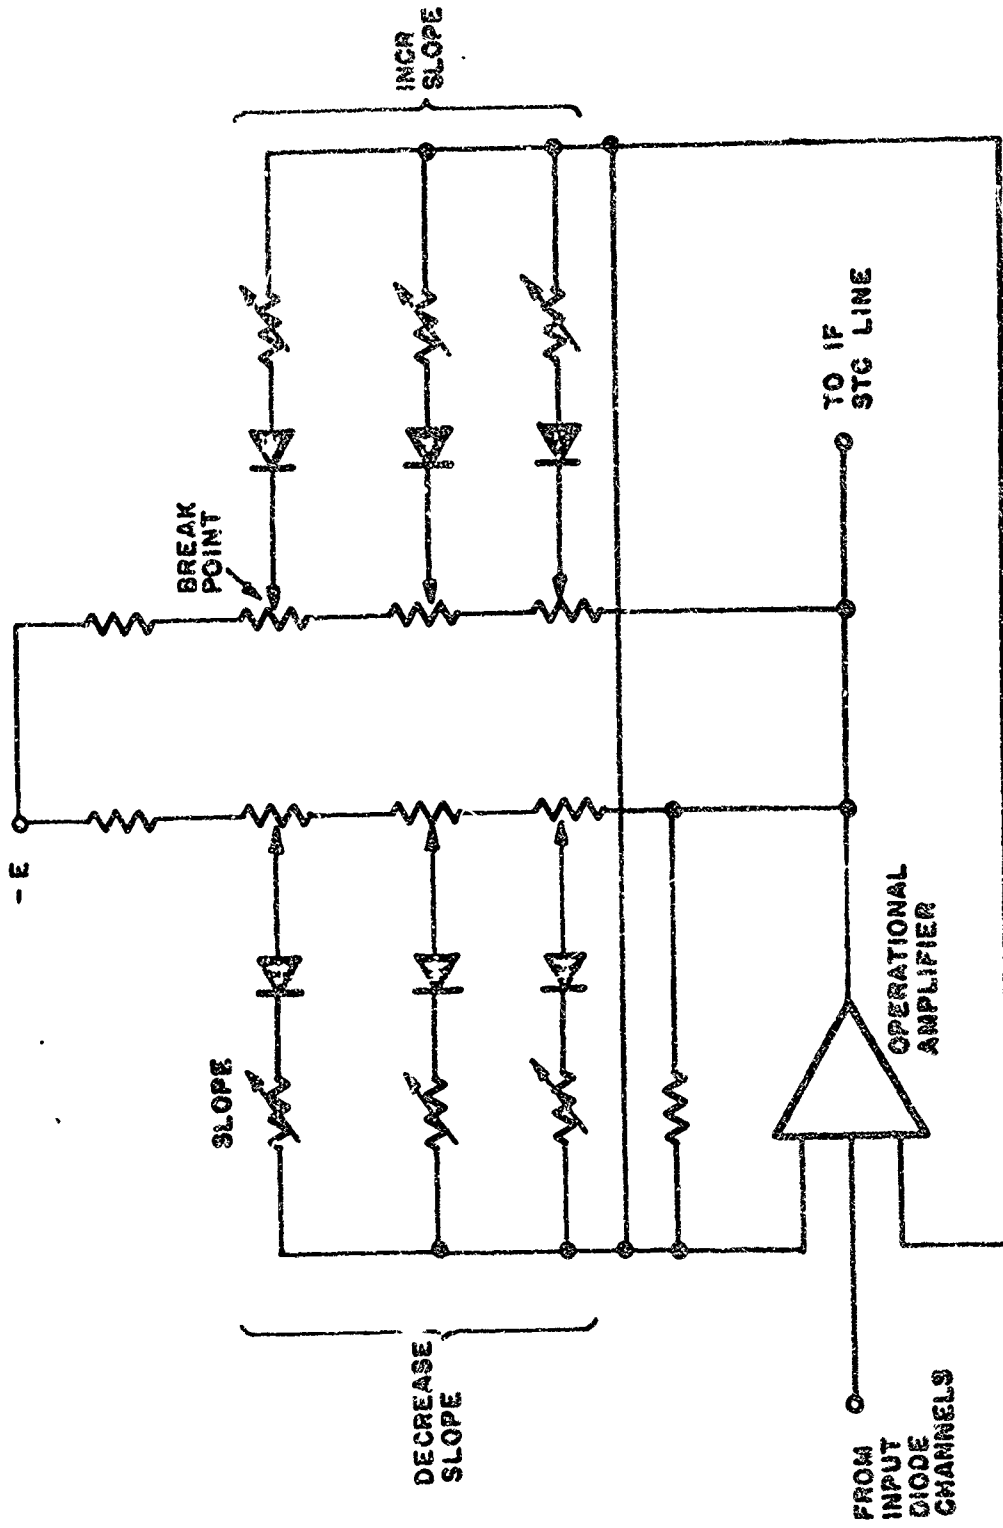 - E
BREAK
POINT
SLOPE
INCR
SLOPE
DECREASE
SLOPE
TO IF
STC LINE
OPERATIONAL
AMPLIFIER
FROM
INPUT
DIODE
CHANNELS